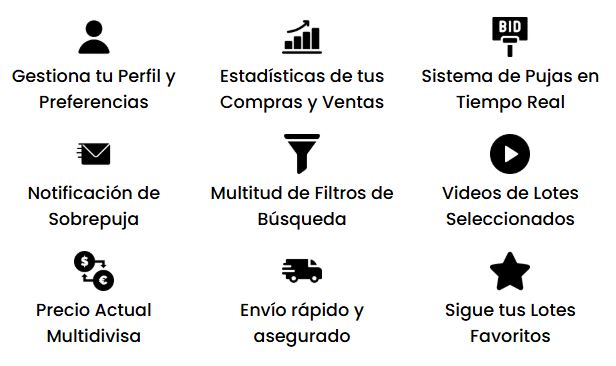 Gestiona tu Perfil y
Preferencias
Estadísticas de tus
Compras y Ventas
BID
Sistema de Pujas en
Tiempo Real
Notificación de
Sobrepuja
Multitud de Filtros de
Búsqueda
Videos de Lotes
Seleccionados
$
€
Precio Actual
Multidivisa
Envío rápido y
asegurado
Sigue tus Lotes
Favoritos